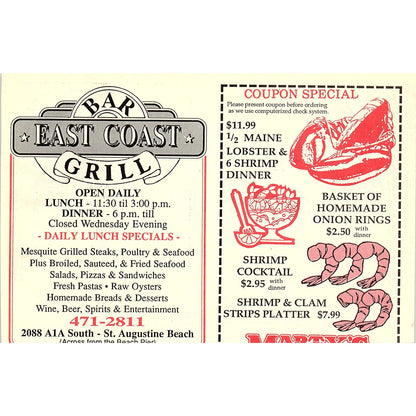 BAR
EAST COAST
GRILL
OPEN DAILY
LUNCH - 11:30 til 3:00 p.m.
DINNER - 6 p.m. till
Closed Wednesday Evening
- DAILY LUNCH SPECIALS -
Mesquite Grilled Steaks, Poultry & Seafood
Plus Broiled, Sauteed, & Fried Seafood
Salads, Pizzas & Sandwiches
Fresh Pastas • Raw Oysters
Homemade Breads & Desserts
Wine, Beer, Spirits & Entertainment
471-2811
2088 A1A South - St. Augustine Beach
(Across from the Beach Pier)
COUPON SPECIAL
Please present coupon before ordering
as we use computerized check system.
$11.99
1/2 MAINE
LOBSTER &
6 SHRIMP
DINNER
BASKET OF
HOMEMADE
ONION RINGS
$2.50 with dinner
SHRIMP
COCKTAIL
$2.95 with dinner
SHRIMP & CLAM
STRIPS PLATTER $7.99
MARTY'S